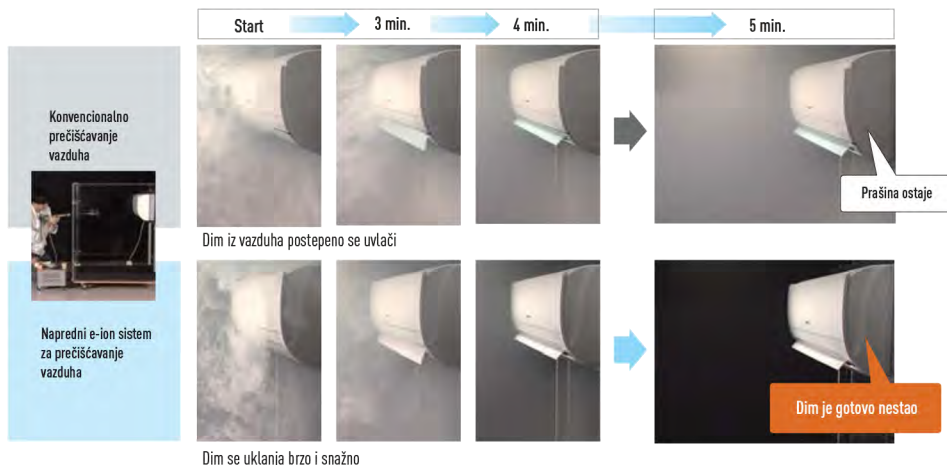 Start
3 min.
4 min.
5 min.
Konvencionalno
prečišćavanje
vazduha
Prašina ostaje
Dim iz vazduha postepeno se uvlači
Napredni e-ion sistem
za prečišćavanje
vazduha
Dim je gotovo nestao
Dim se uklanja brzo i snažno